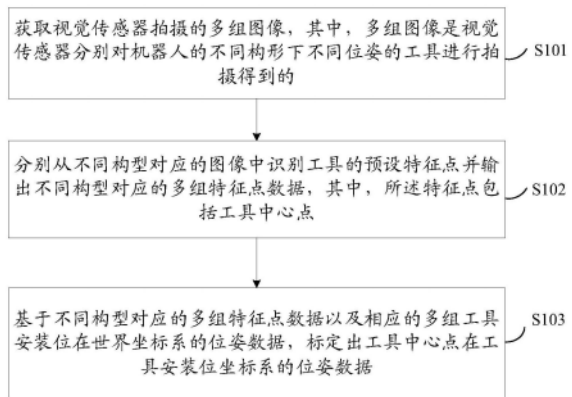 获取视觉传感器拍摄的多组图像，其中，多组图像是视觉
传感器分别对机器人的不同构形下不同位姿的工具进行拍
摄得到的
S101
分别从不同构型对应的图像中识别工具的预设特征点并输
出不同构型对应的多组特征点数据，其中，所述特征点包
括工具中心点
S102
基于不同构型对应的多组特征点数据以及相应的多组工具
安装位在世界坐标系的位姿数据，标定出工具中心点在工
具安装位坐标系的位姿数据
S103